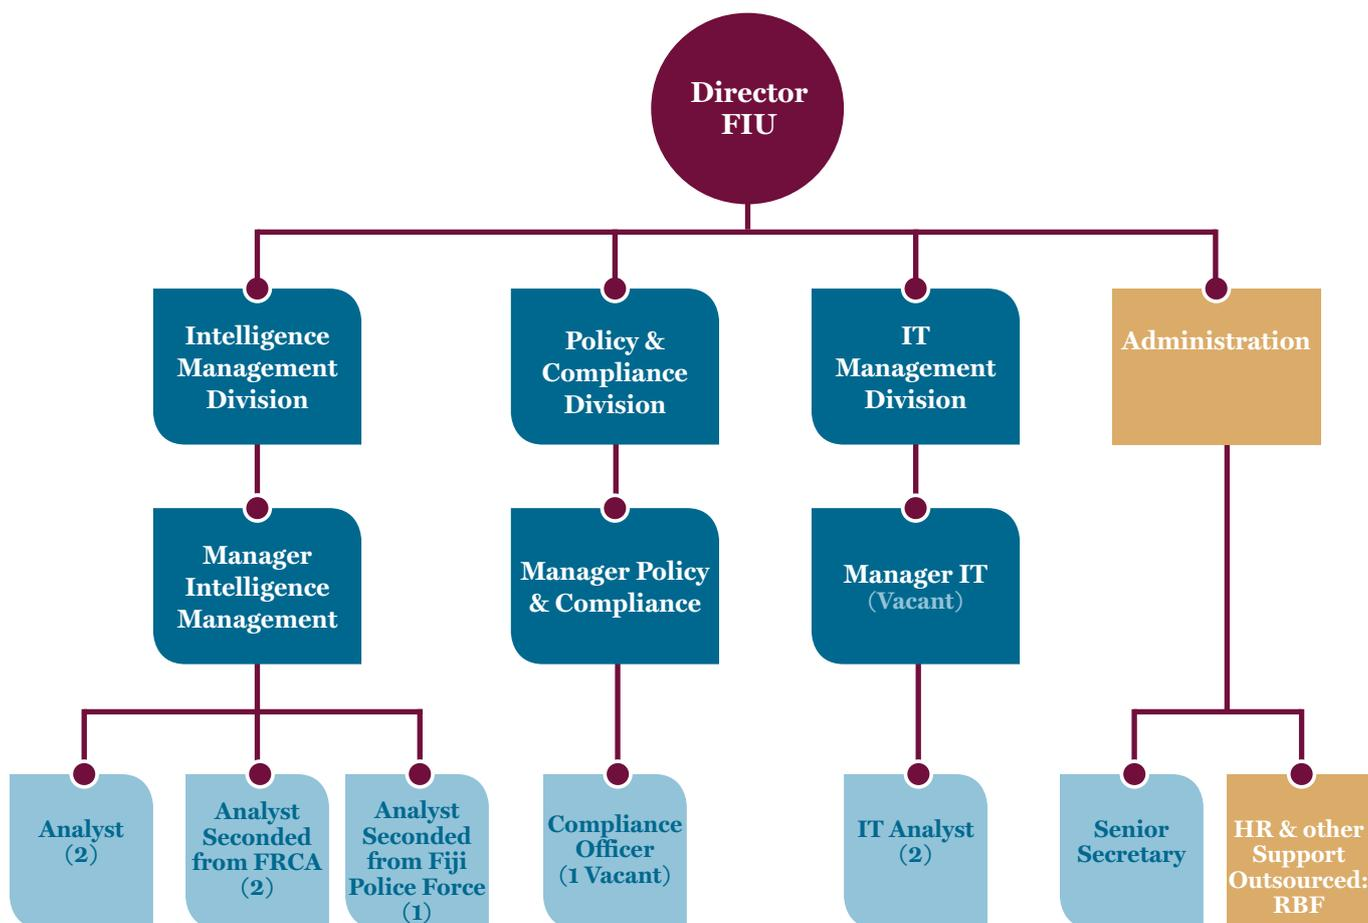 Director
FIU
Intelligence
Management
Division
Policy &
Compliance
Division
IT
Management
Division
Administration
Manager
Intelligence
Management
Manager Policy
& Compliance
Manager IT
(Vacant)
Analyst
(2)
Analyst
Seconded
from FRCA
(2)
Analyst
Seconded
from Fiji
Police Force
(1)
Compliance
Officer
(1 Vacant)
IT Analyst
(2)
Senior
Secretary
HR & other
Support
Outsourced:
RBF